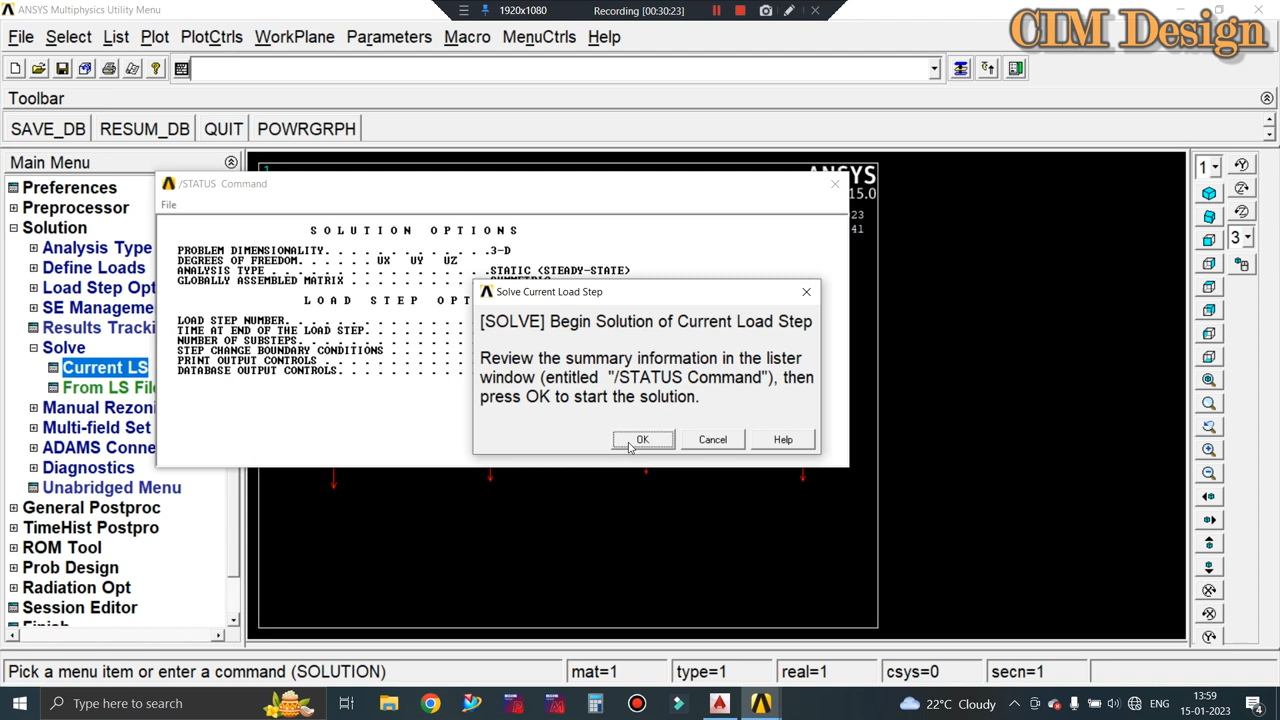 ANSYS Multiphysics Utility Menu
1920x1080
Recording [00:30:23]
CIM Design
File Select List Plot PlotCtrls WorkPlane Parameters Macro MenuCtrls Help
Toolbar
SAVE_DB RESUM_DB QUIT POWRGRPH
Main Menu
1
ANSYS
15.0
23
41
1
3
Preferences
Preprocessor
Solution
Analysis Type
Define Loads
Load Step Opt
SE Manageme
Results Tracki
Solve
Current LS
From LS Fil
Manual Rezoni
Multi-field Set
ADAMS Conne
Diagnostics
Unabridged Menu
General Postproc
TimeHist Postpro
ROM Tool
Prob Design
Radiation Opt
Session Editor
Finish
/STATUS Command
File
S O L U T I O N O P T I O N S
PROBLEM DIMENSIONALITY. . . . . . . . . . . . .3-D
DEGREES OF FREEDOM. . . . . . UX UY UZ
ANALYSIS TYPE . . . . . . . . . . . . . . . . .STATIC (STEADY-STATE)
GLOBALLY ASSEMBLED MATRIX . . . . . . . . . . .SYMMETRIC
L O A D S T E P O P T
LOAD STEP NUMBER. . . . . . . . . . . . .
TIME AT END OF THE LOAD STEP. . . . . . .
NUMBER OF SUBSTEPS. . . . . . . . . . . .
STEP CHANGE BOUNDARY CONDITIONS . . . . .
PRINT OUTPUT CONTROLS . . . . . . . . . .
DATABASE OUTPUT CONTROLS. . . . . . . . .
Solve Current Load Step
[SOLVE] Begin Solution of Current Load Step
Review the summary information in the lister
window (entitled "/STATUS Command"), then
press OK to start the solution.
OK Cancel Help
Pick a menu item or enter a command (SOLUTION) mat=1 type=1 real=1 csys=0 secn=1
Type here to search
22°C Cloudy
ENG
13:59
15-01-2023
4